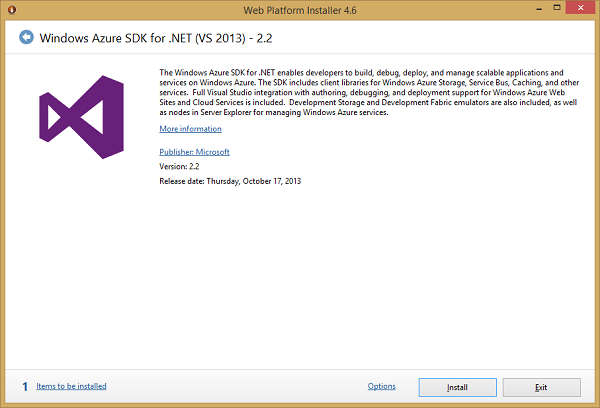 Web Platform Installer 4.6
Windows Azure SDK for .NET (VS 2013) - 2.2
The Windows Azure SDK for .NET enables developers to build, debug, deploy, and manage scalable applications and
services on Windows Azure. The SDK includes client libraries for Windows Azure Storage, Service Bus, Caching, and other
services.  Full Visual Studio integration with authoring, debugging, and deployment support for Windows Azure Web
Sites and Cloud Services is included.  Development Storage and Development Fabric emulators are also included, as well
as nodes in Server Explorer for managing Windows Azure services.
More information
Publisher: Microsoft
Version: 2.2
Release date: Thursday, October 17, 2013
1 Items to be installed Options Install Exit